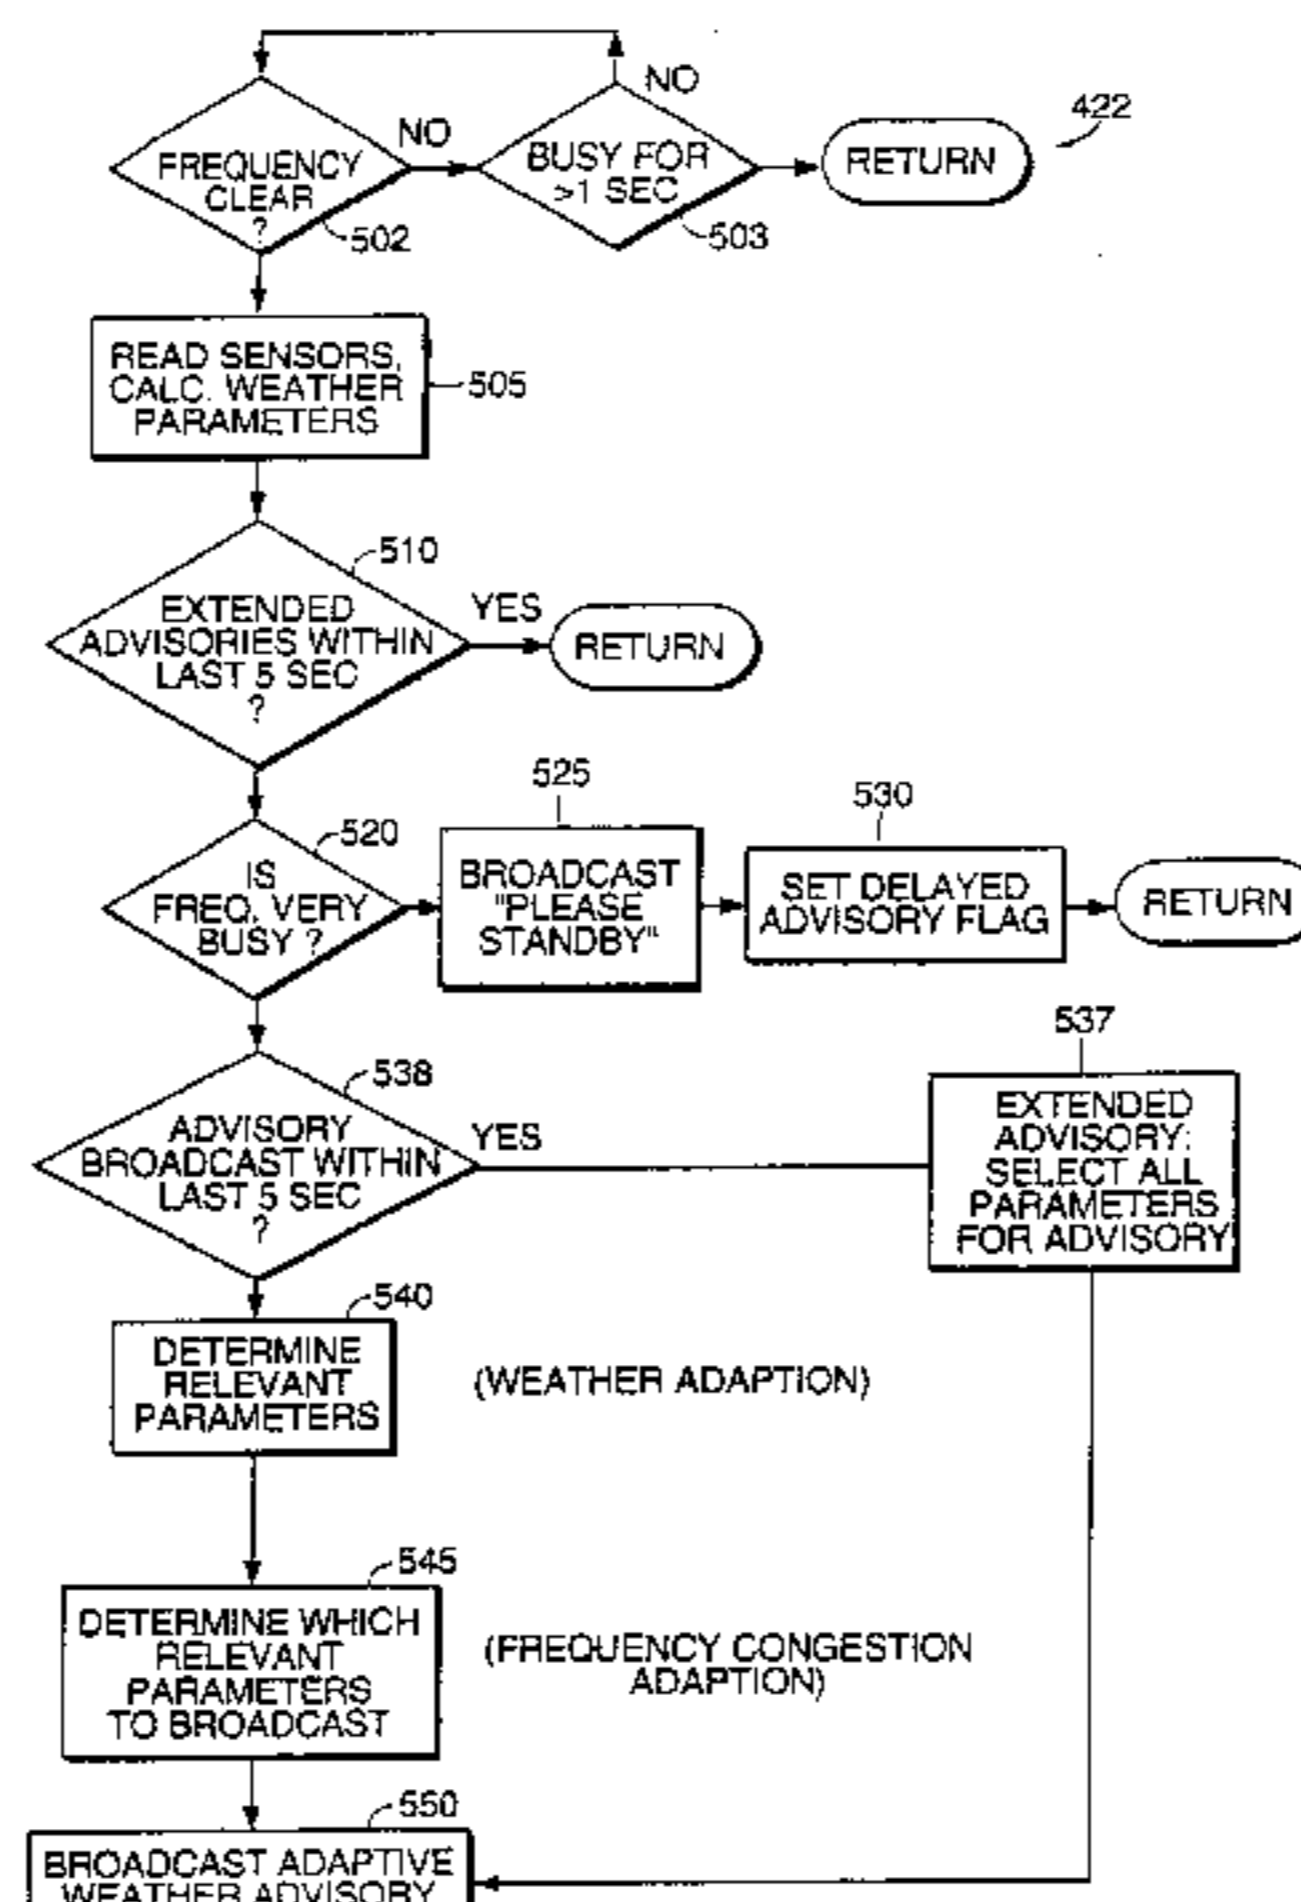 NO
422
FREQUENCY
CLEAR
?
502
NO
BUSY FOR
>1 SEC
503
RETURN
READ SENSORS,
CALC. WEATHER
PARAMETERS
505
510
EXTENDED
ADVISORIES WITHIN
LAST 5 SEC
?
YES
RETURN
520
IS
FREQ. VERY
BUSY ?
525
BROADCAST
"PLEASE
STANDBY"
530
SET DELAYED
ADVISORY FLAG
RETURN
538
ADVISORY
BROADCAST WITHIN
LAST 5 SEC
?
YES
537
EXTENDED
ADVISORY:
SELECT ALL
PARAMETERS
FOR ADVISORY
540
DETERMINE
RELEVANT
PARAMETERS
(WEATHER ADAPTION)
545
DETERMINE WHICH
RELEVANT
PARAMETERS
TO BROADCAST
(FREQUENCY CONGESTION
ADAPTION)
550
BROADCAST ADAPTIVE
WEATHER ADVISORY